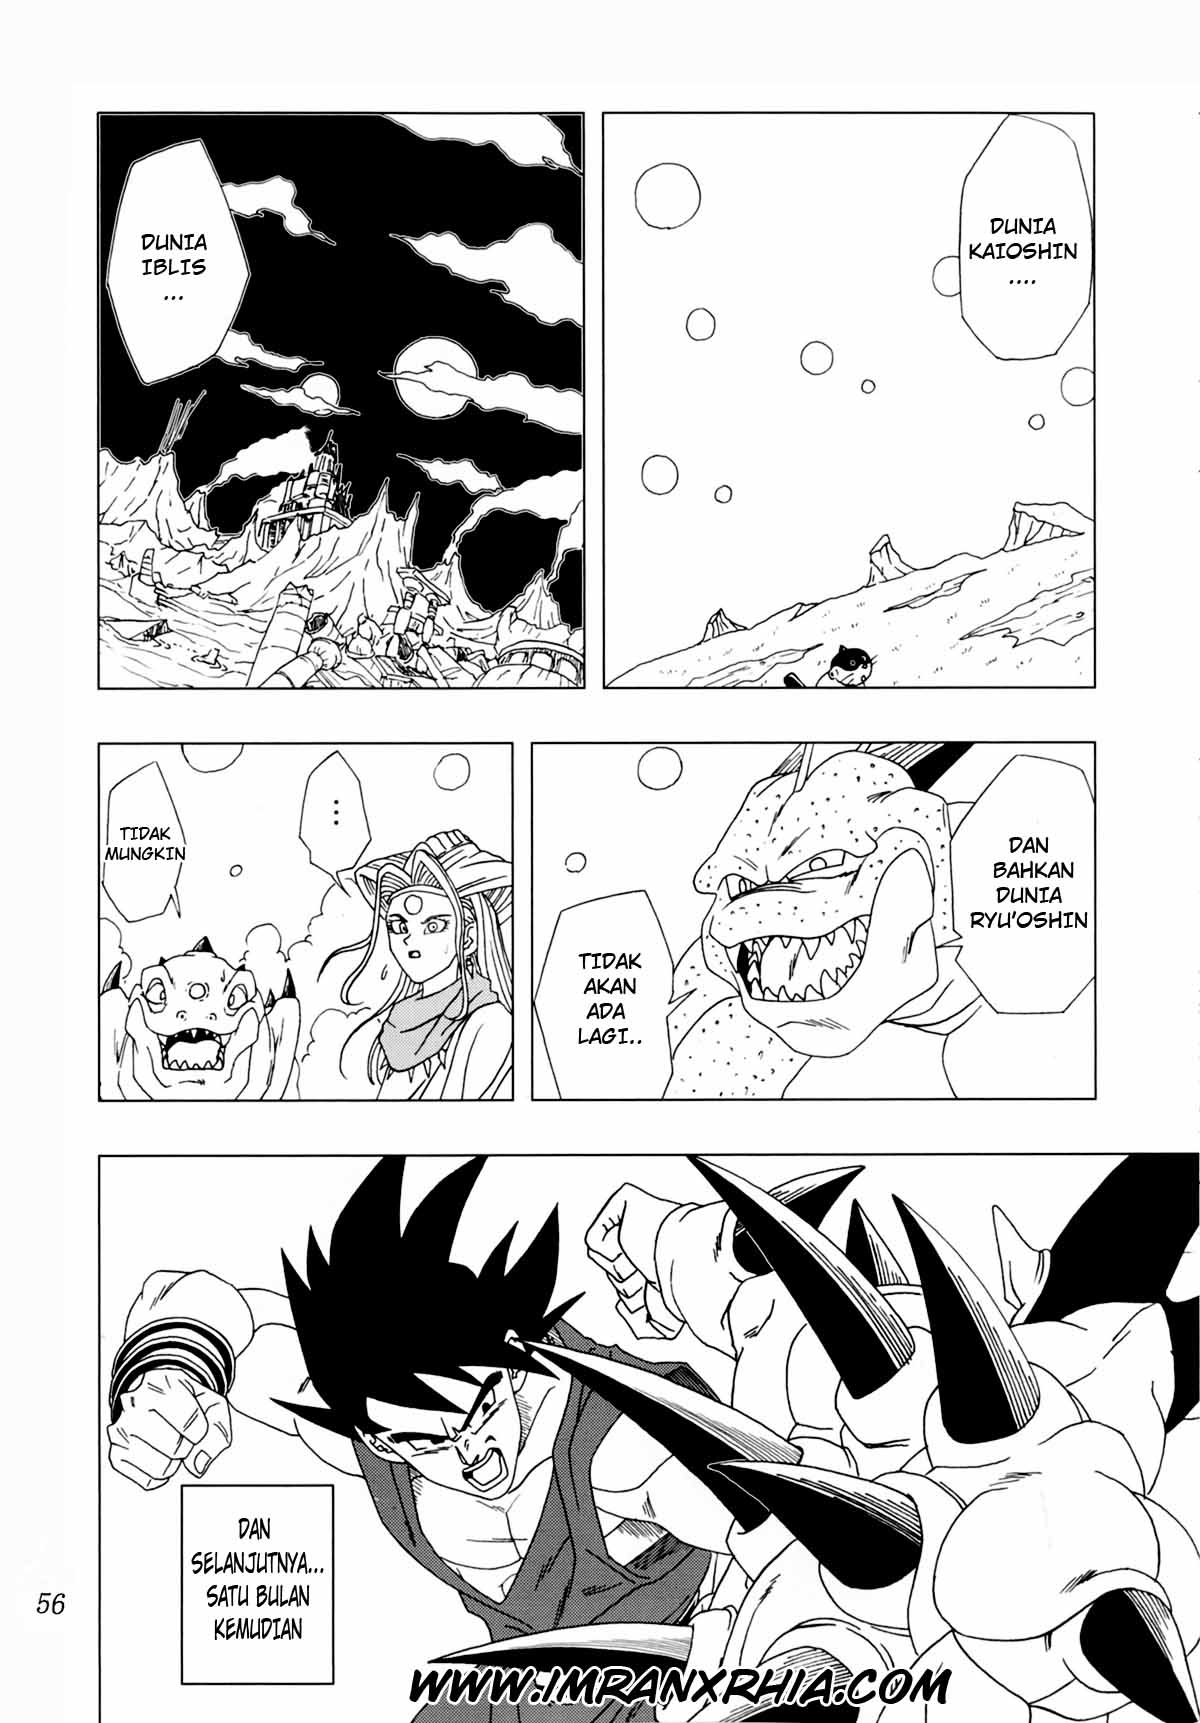 DUNIA
KAIOSHIN
....
DUNIA
IBLIS
...
DAN
BAHKAN
DUNIA
RYU'OSHIN
TIDAK
AKAN
ADA
LAGI..
...
TIDAK
MUNGKIN
DAN
SELANJUTNYA...
SATU BULAN
KEMUDIAN
56
WWW.IMRANXRHIA.COM